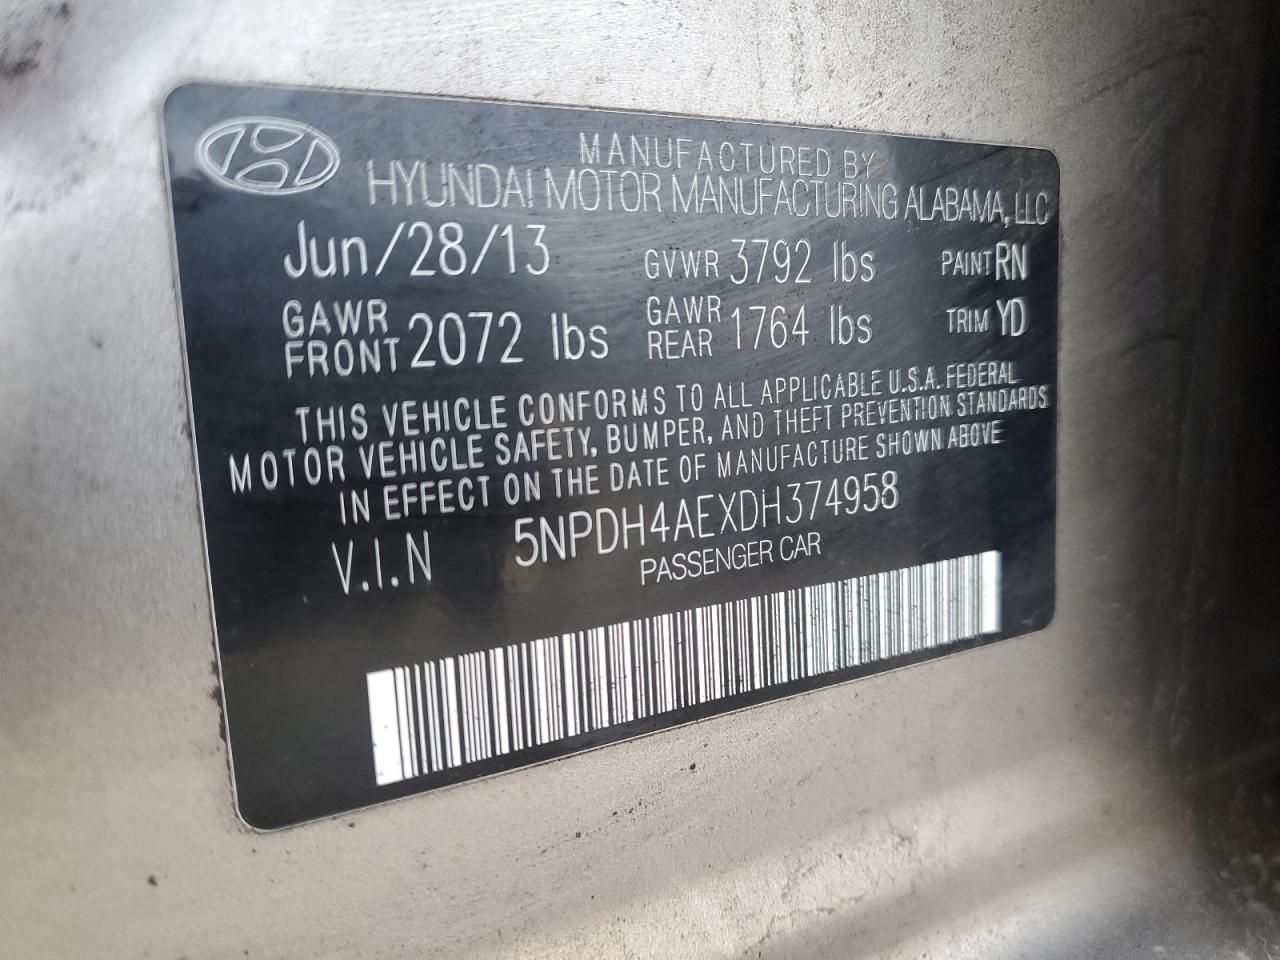 MANUFACTURED BY
HYUNDAI MOTOR MANUFACTURING ALABAMA, LLC
Jun/28/13 GVWR 3792 lbs PAINT RN
GAWR FRONT 2072 lbs GAWR REAR 1764 lbs TRIM YD
THIS VEHICLE CONFORMS TO ALL APPLICABLE U.S.A. FEDERAL
MOTOR VEHICLE SAFETY, BUMPER, AND THEFT PREVENTION STANDARDS
IN EFFECT ON THE DATE OF MANUFACTURE SHOWN ABOVE
V.I.N 5NPDH4AEXDH374958
PASSENGER CAR